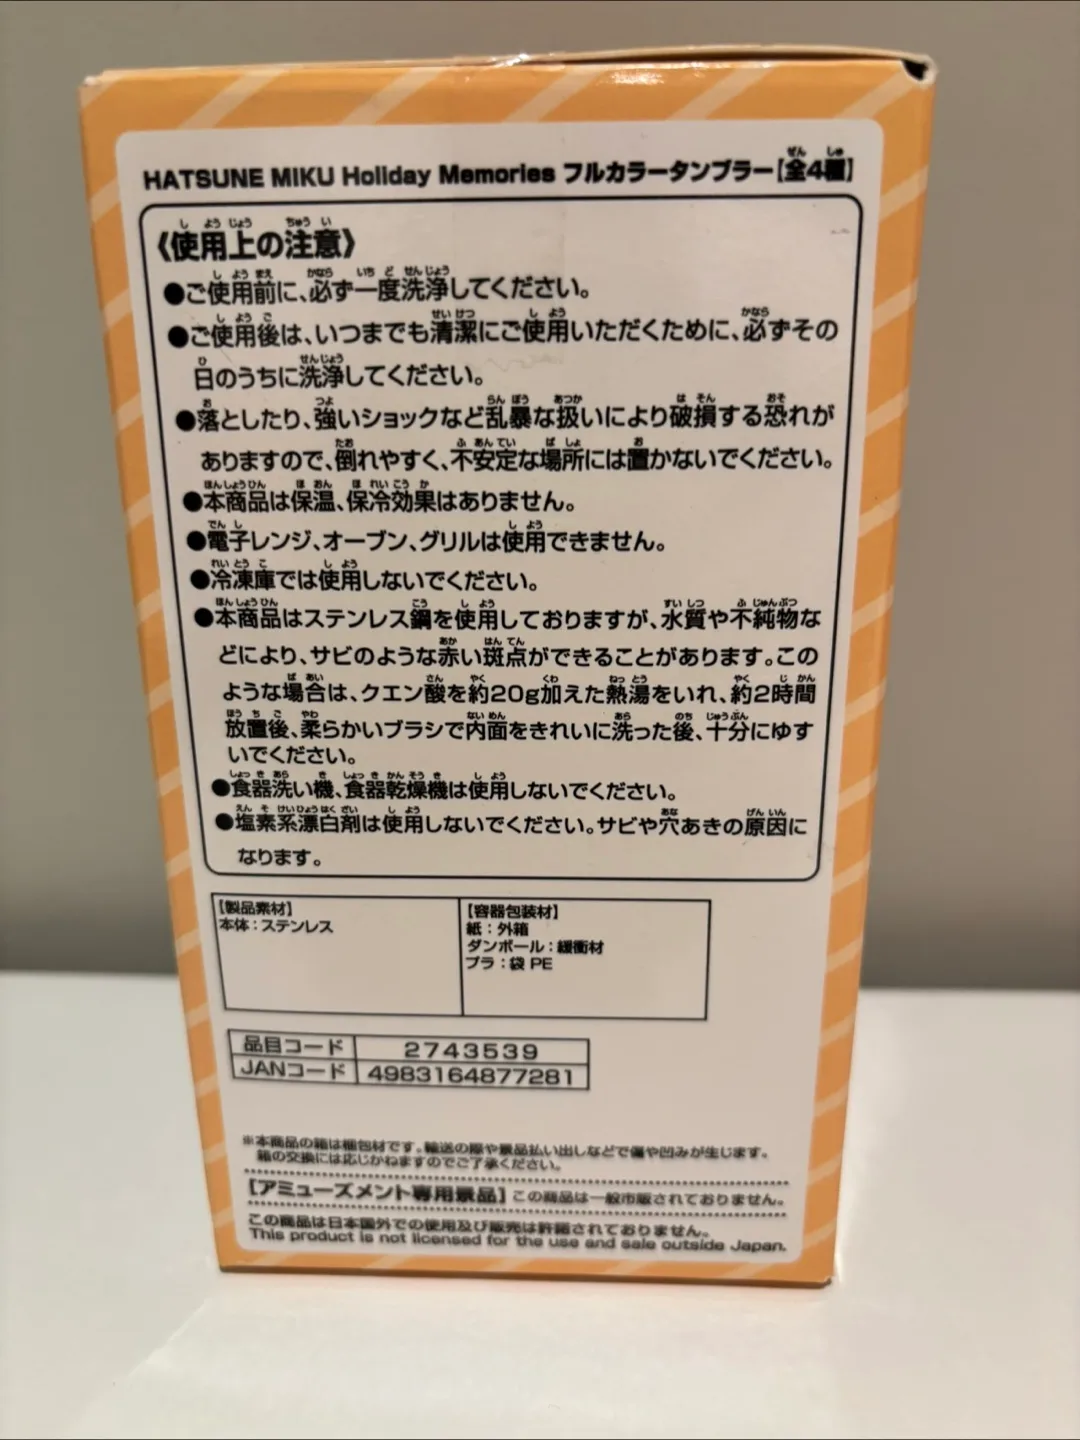 HATSUNE MIKU Holiday Memories フルカラータンブラー【全4種】
《使用上の注意》
●ご使用前に、必ず一度洗浄してください。
●ご使用後は、いつまでも清潔にご使用いただくために、必ずその
日のうちに洗浄してください。
●落としたり、強いショックなど乱暴な扱いにより破損する恐れが
ありますので、倒れやすく、不安定な場所には置かないでください。
●本商品は保温、保冷効果はありません。
●電子レンジ、オーブン、グリルは使用できません。
●冷凍庫では使用しないでください。
●本商品はステンレス鋼を使用しておりますが、水質や不純物な
どにより、サビのような赤い斑点ができることがあります。この
ような場合は、クエン酸を約20g加えた熱湯をいれ、約2時間
放置後、柔らかいブラシで内面をきれいに洗った後、十分にゆす
いでください。
●食器洗い機、食器乾燥機は使用しないでください。
●塩素系漂白剤は使用しないでください。サビや穴あきの原因に
なります。
【製品素材】
本体：ステンレス
【容器包装材】
紙：外箱
ダンボール：緩衝材
プラ：袋 PE
品目コード 2743539
JANコード 4983164877281
※本商品の箱は梱包材です。輸送の際や景品払い出しなどで傷や凹みが生じます。
箱の交換には応じかねますのでご了承ください。
【アミューズメント専用景品】この商品は一般市販されておりません。
この商品は日本国外での使用及び販売は許諾されておりません。
This product is not licensed for the use and sale outside Japan.